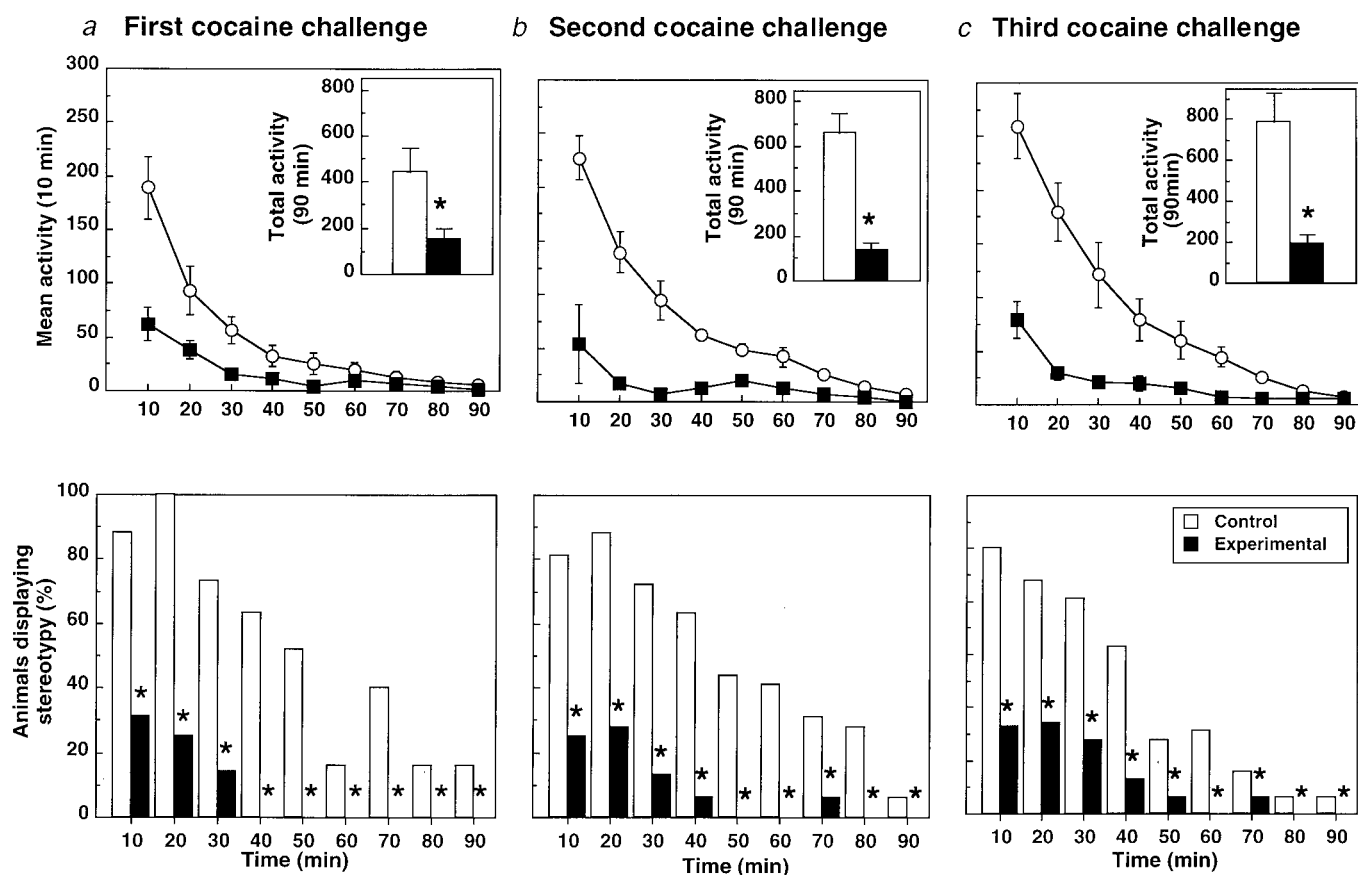 a First cocaine challenge
b Second cocaine challenge
c Third cocaine challenge
Mean activity (10 min)
300
250
200
150
100
50
0
10 20 30 40 50 60 70 80 90
Total activity
(90 min)
800
600
400
200
0
*
10 20 30 40 50 60 70 80 90
Total activity
(90 min)
800
600
400
200
0
*
10 20 30 40 50 60 70 80 90
Total activity
(90min)
800
600
400
200
0
*
Animals displaying
stereotypy (%)
100
80
60
40
20
0
* * * * * * * * *
10 20 30 40 50 60 70 80 90
Time (min)
* * * * * * * * *
10 20 30 40 50 60 70 80 90
Time (min)
Control
Experimental
* * * * * * * * *
10 20 30 40 50 60 70 80 90
Time (min)